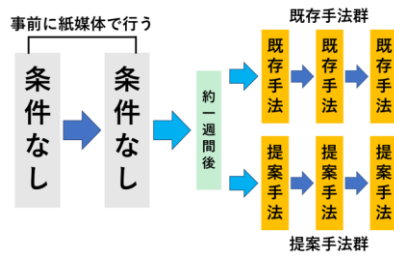 事前に紙媒体で行う
条件なし
条件なし
約一週間後
既存手法群
既存手法
既存手法
既存手法
提案手法
提案手法
提案手法
提案手法群